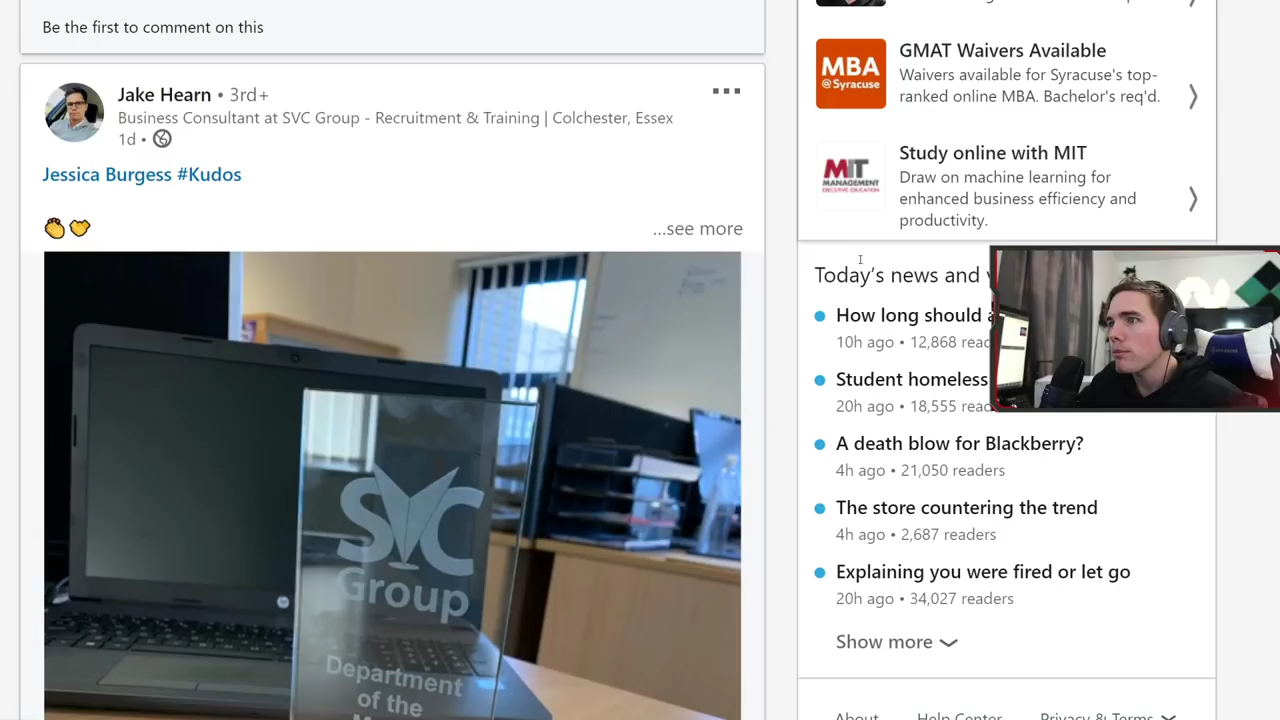 Be the first to comment on this
Jake Hearn • 3rd+
Business Consultant at SVC Group - Recruitment & Training | Colchester, Essex
1d •
Jessica Burgess #Kudos
...see more
SVC
Group
Department
of the
GMAT Waivers Available
MBA
@Syracuse
Waivers available for Syracuse's top-
ranked online MBA. Bachelor's req'd.
Study online with MIT
MIT
MANAGEMENT
EXECUTIVE EDUCATION
Draw on machine learning for
enhanced business efficiency and
productivity.
Today's news and
How long should
10h ago • 12,868
Student
20h ago • 18,555
A death blow for Blackberry?
4h ago • 21,050 readers
The store countering the trend
4h ago • 2,687 readers
Explaining you were fired or let go
20h ago • 34,027 readers
Show more
About
Help Center
Privacy & Terms